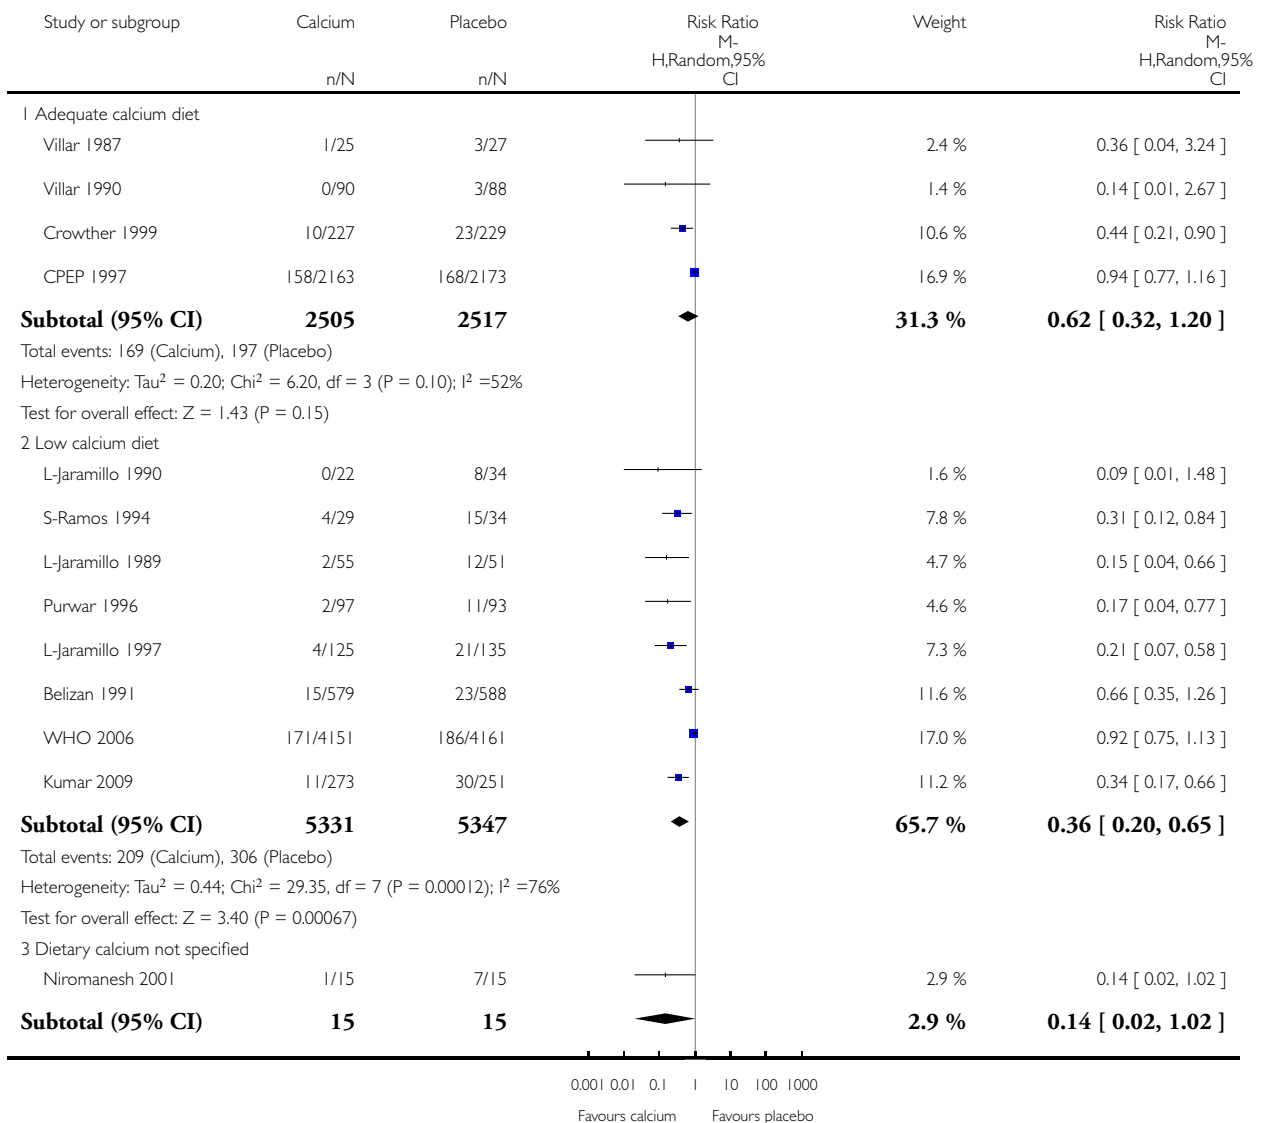 Study or subgroup Calcium Placebo Risk Ratio Weight Risk Ratio
M- M-
H,Random,95% H,Random,95%
n/N n/N CI CI
1 Adequate calcium diet
Villar 1987 1/25 3/27 2.4 % 0.36 [ 0.04, 3.24 ]
Villar 1990 0/90 3/88 1.4 % 0.14 [ 0.01, 2.67 ]
Crowther 1999 10/227 23/229 10.6 % 0.44 [ 0.21, 0.90 ]
CPEP 1997 158/2163 168/2173 16.9 % 0.94 [ 0.77, 1.16 ]
Subtotal (95% CI) 2505 2517 31.3 % 0.62 [ 0.32, 1.20 ]
Total events: 169 (Calcium), 197 (Placebo)
Heterogeneity: Tau² = 0.20; Chi² = 6.20, df = 3 (P = 0.10); I² =52%
Test for overall effect: Z = 1.43 (P = 0.15)
2 Low calcium diet
L-Jaramillo 1990 0/22 8/34 1.6 % 0.09 [ 0.01, 1.48 ]
S-Ramos 1994 4/29 15/34 7.8 % 0.31 [ 0.12, 0.84 ]
L-Jaramillo 1989 2/55 12/51 4.7 % 0.15 [ 0.04, 0.66 ]
Purwar 1996 2/97 11/93 4.6 % 0.17 [ 0.04, 0.77 ]
L-Jaramillo 1997 4/125 21/135 7.3 % 0.21 [ 0.07, 0.58 ]
Belizan 1991 15/579 23/588 11.6 % 0.66 [ 0.35, 1.26 ]
WHO 2006 171/4151 186/4161 17.0 % 0.92 [ 0.75, 1.13 ]
Kumar 2009 11/273 30/251 11.2 % 0.34 [ 0.17, 0.66 ]
Subtotal (95% CI) 5331 5347 65.7 % 0.36 [ 0.20, 0.65 ]
Total events: 209 (Calcium), 306 (Placebo)
Heterogeneity: Tau² = 0.44; Chi² = 29.35, df = 7 (P = 0.00012); I² =76%
Test for overall effect: Z = 3.40 (P = 0.00067)
3 Dietary calcium not specified
Niromanesh 2001 1/15 7/15 2.9 % 0.14 [ 0.02, 1.02 ]
Subtotal (95% CI) 15 15 2.9 % 0.14 [ 0.02, 1.02 ]
0.001 0.01 0.1 1 10 100 1000
Favours calcium Favours placebo